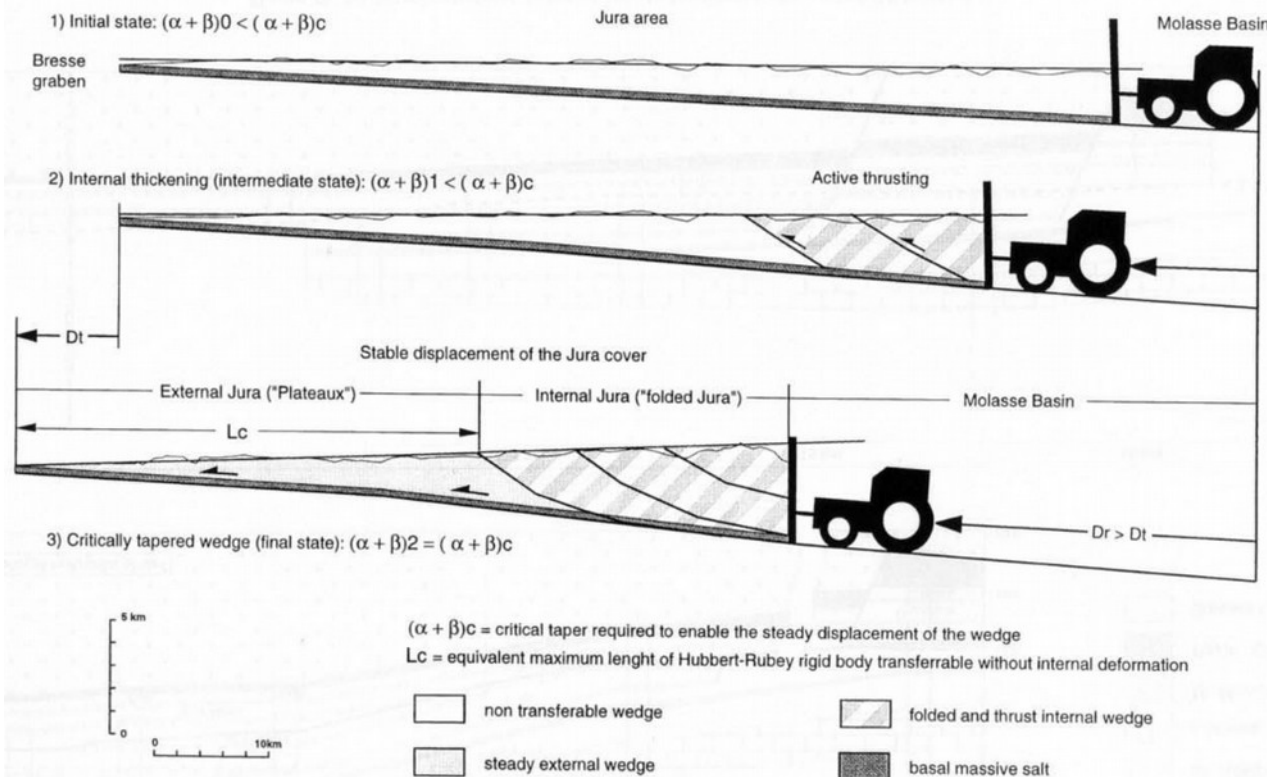 1) Initial state: (α + β)0 < ( α + β)c
Jura area
Molasse Basin
Bresse
graben
2) Internal thickening (intermediate state): (α + β)1 < ( α + β)c
Active thrusting
Dt
Stable displacement of the Jura cover
External Jura ("Plateaux")
Internal Jura ("folded Jura")
Molasse Basin
Lc
Dr > Dt
3) Critically tapered wedge (final state): (α + β)2 = ( α + β)c
5 km
0
0
10km
(α + β)c = critical taper required to enable the steady displacement of the wedge
Lc = equivalent maximum lenght of Hubbert-Rubey rigid body transferrable without internal deformation
non transferable wedge
folded and thrust internal wedge
steady external wedge
basal massive salt